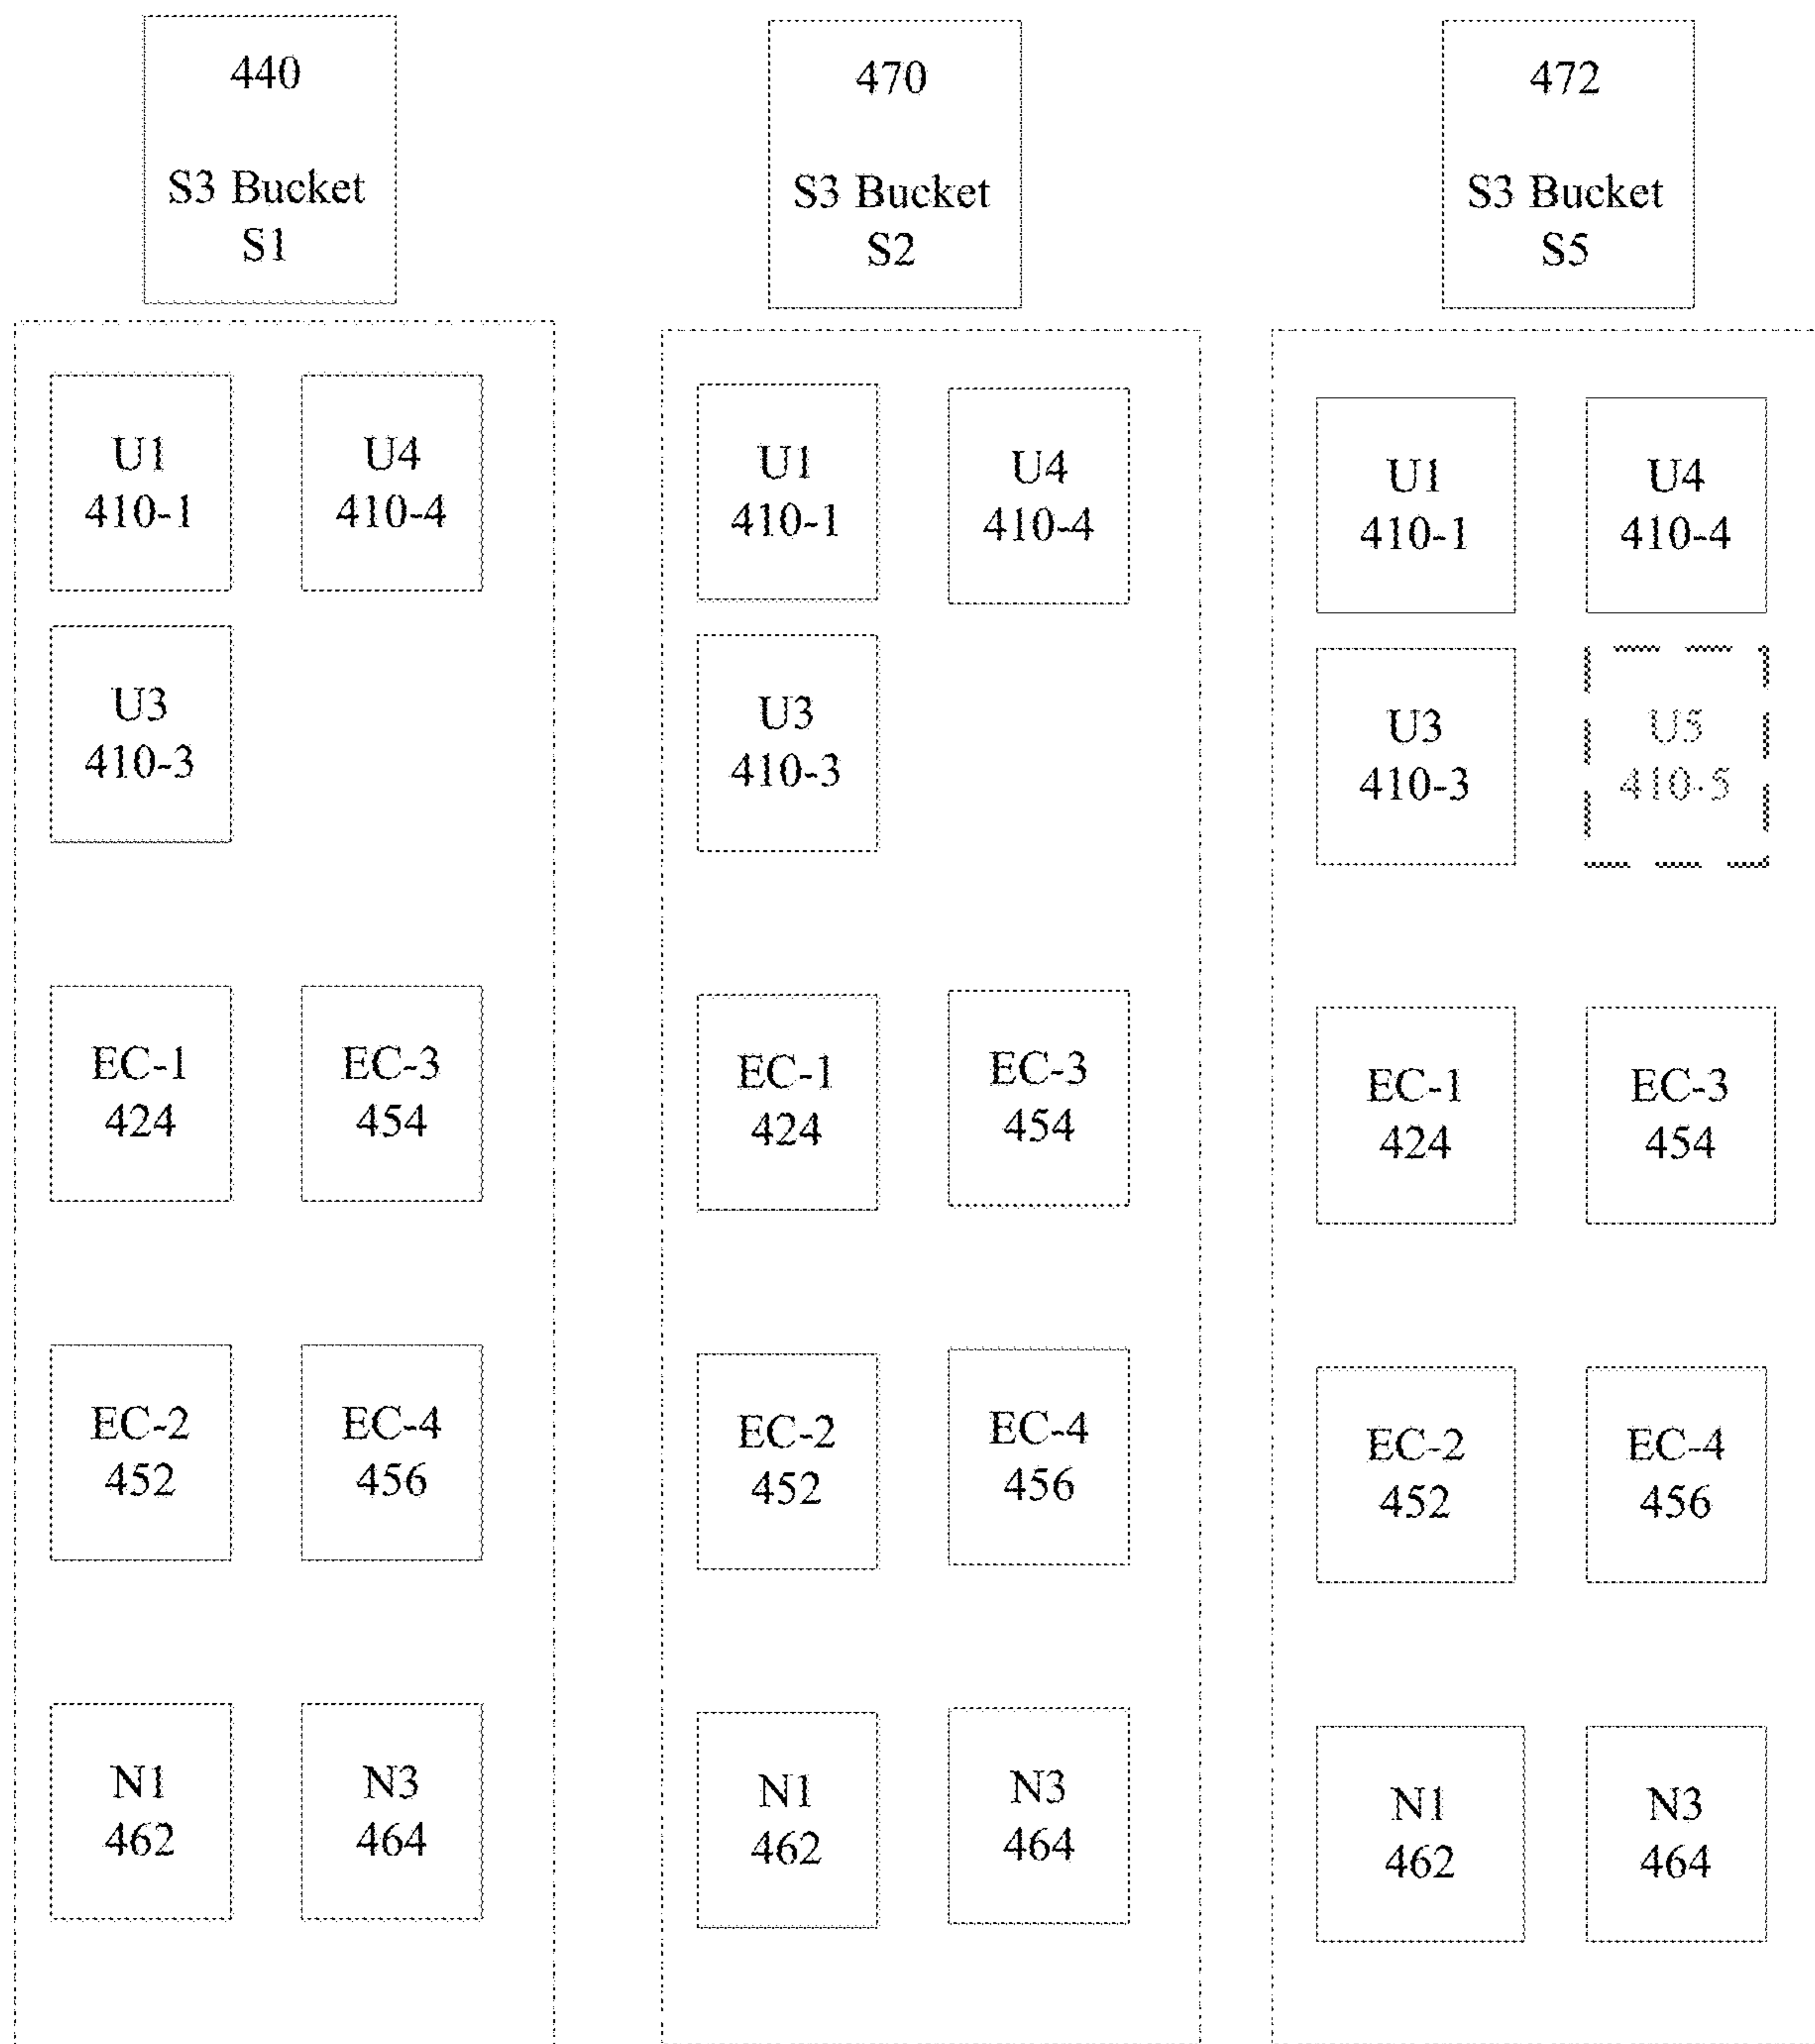 440
S3 Bucket
S1
U1
410-1
U4
410-4
U3
410-3
EC-1
424
EC-3
454
EC-2
452
EC-4
456
N1
462
N3
464
470
S3 Bucket
S2
U1
410-1
U4
410-4
U3
410-3
EC-1
424
EC-3
454
EC-2
452
EC-4
456
N1
462
N3
464
472
S3 Bucket
S5
U1
410-1
U4
410-4
U3
410-3
U5
410-5
EC-1
424
EC-3
454
EC-2
452
EC-4
456
N1
462
N3
464